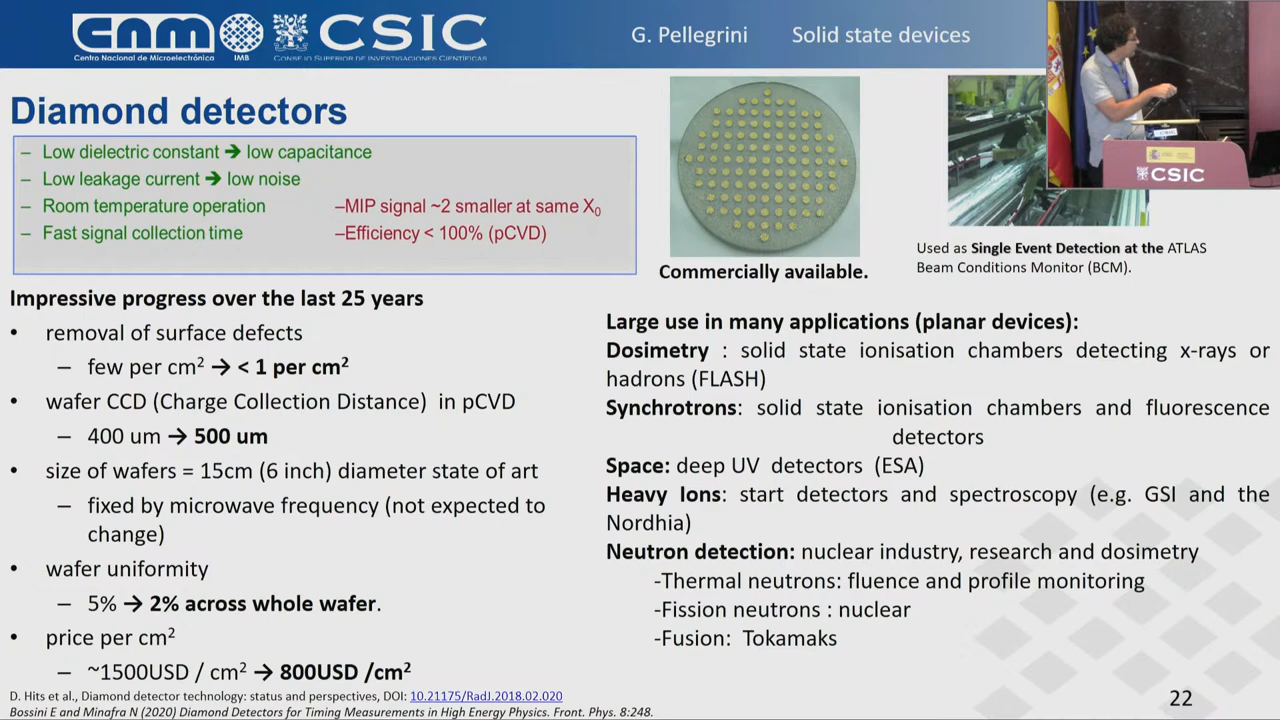 CNM
Centro Nacional de Microelectrónica
IMB
CSIC
CONSEJO SUPERIOR DE INVESTIGACIONES CIENTÍFICAS
G. Pellegrini Solid state devices
Diamond detectors
– Low dielectric constant ➔ low capacitance
– Low leakage current ➔ low noise
– Room temperature operation
– Fast signal collection time
–MIP signal ~2 smaller at same X0
–Efficiency < 100% (pCVD)
Commercially available.
CSIC
Used as Single Event Detection at the ATLAS
Beam Conditions Monitor (BCM).
Impressive progress over the last 25 years
• removal of surface defects
– few per cm² → < 1 per cm²
• wafer CCD (Charge Collection Distance) in pCVD
– 400 um → 500 um
• size of wafers = 15cm (6 inch) diameter state of art
– fixed by microwave frequency (not expected to
change)
• wafer uniformity
– 5% → 2% across whole wafer.
• price per cm²
– ~1500USD / cm² → 800USD /cm²
Large use in many applications (planar devices):
Dosimetry : solid state ionisation chambers detecting x-rays or
hadrons (FLASH)
Synchrotrons: solid state ionisation chambers and fluorescence
detectors
Space: deep UV detectors (ESA)
Heavy Ions: start detectors and spectroscopy (e.g. GSI and the
Nordhia)
Neutron detection: nuclear industry, research and dosimetry
-Thermal neutrons: fluence and profile monitoring
-Fission neutrons : nuclear
-Fusion: Tokamaks
D. Hits et al., Diamond detector technology: status and perspectives, DOI: 10.21175/RadJ.2018.02.020
Bossini E and Minafra N (2020) Diamond Detectors for Timing Measurements in High Energy Physics. Front. Phys. 8:248.
22